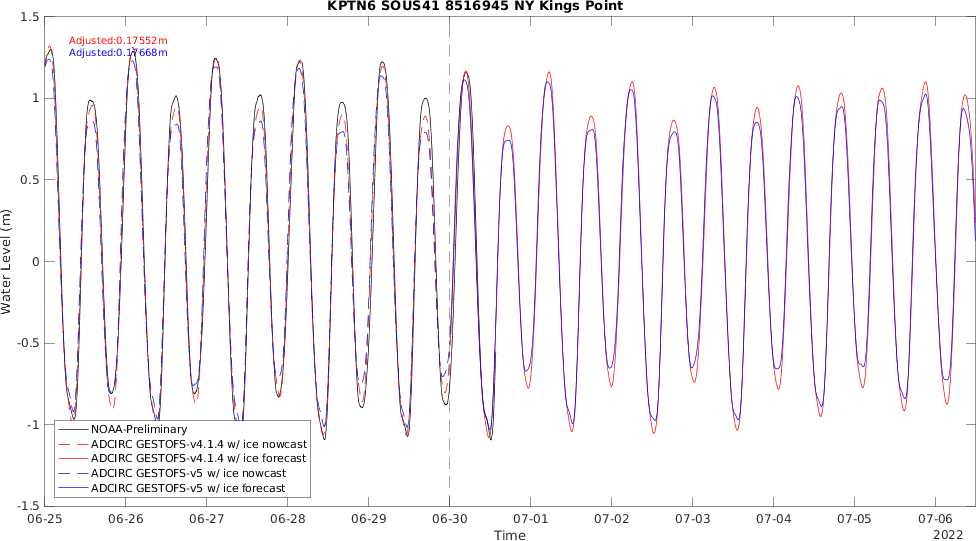 KPTN6 SOUS41 8516945 NY Kings Point
1.5
Adjusted:0.17552m
Adjusted:0.17668m
1
0.5
0
-0.5
-1
-1.5
Water Level (m)
NOAA-Preliminary
ADCIRC GESTOFS-v4.1.4 w/ ice nowcast
ADCIRC GESTOFS-v4.1.4 w/ ice forecast
ADCIRC GESTOFS-v5 w/ ice nowcast
ADCIRC GESTOFS-v5 w/ ice forecast
06-25 06-26 06-27 06-28 06-29 06-30 07-01 07-02 07-03 07-04 07-05 07-06
Time
2022